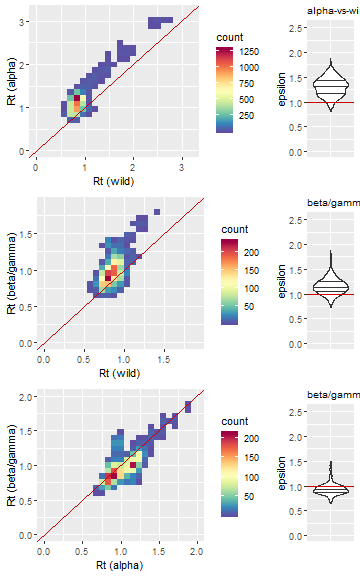 Rt (alpha)
3
2
1
0
0 1 2 3
Rt (wild)
count
1250
1000
750
500
250
alpha-vs-wi
epsilon
2.5
2.0
1.5
1.0
0.5
0.0
Rt (beta/gamma)
1.5
1.0
0.5
0.0
0.0 0.5 1.0 1.5
Rt (wild)
count
200
150
100
50
beta/gamm
epsilon
2.5
2.0
1.5
1.0
0.5
0.0
Rt (beta/gamma)
2.0
1.5
1.0
0.5
0.0
0.0 0.5 1.0 1.5 2.0
Rt (alpha)
count
200
150
100
50
beta/gamm
epsilon
2.5
2.0
1.5
1.0
0.5
0.0